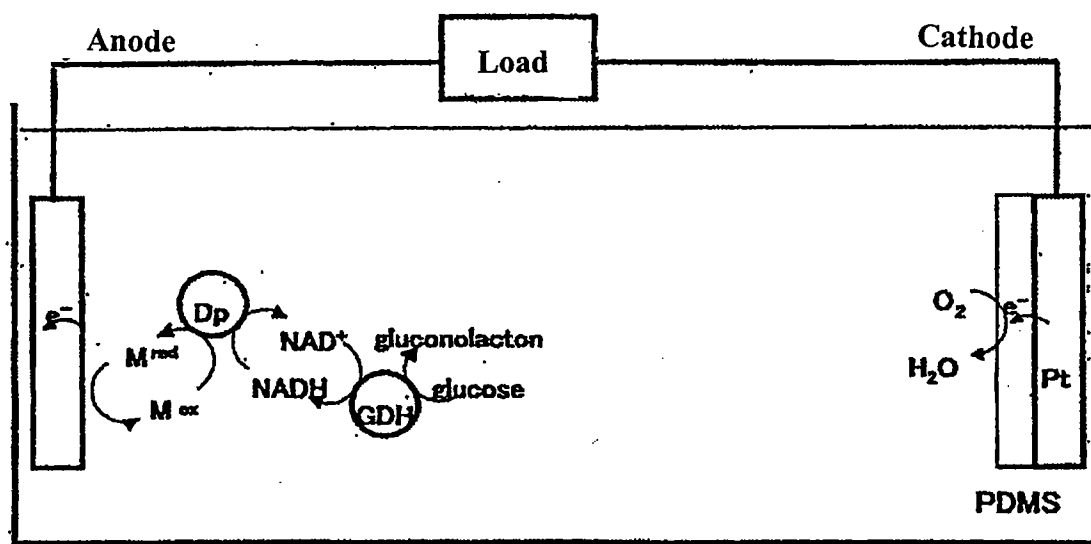 Anode
Load
Cathode
e⁻
Dp
M red
M ox
NAD⁺
NADH
gluconolacton
glucose
GDH
O₂
H₂O
e⁻
Pt
PDMS